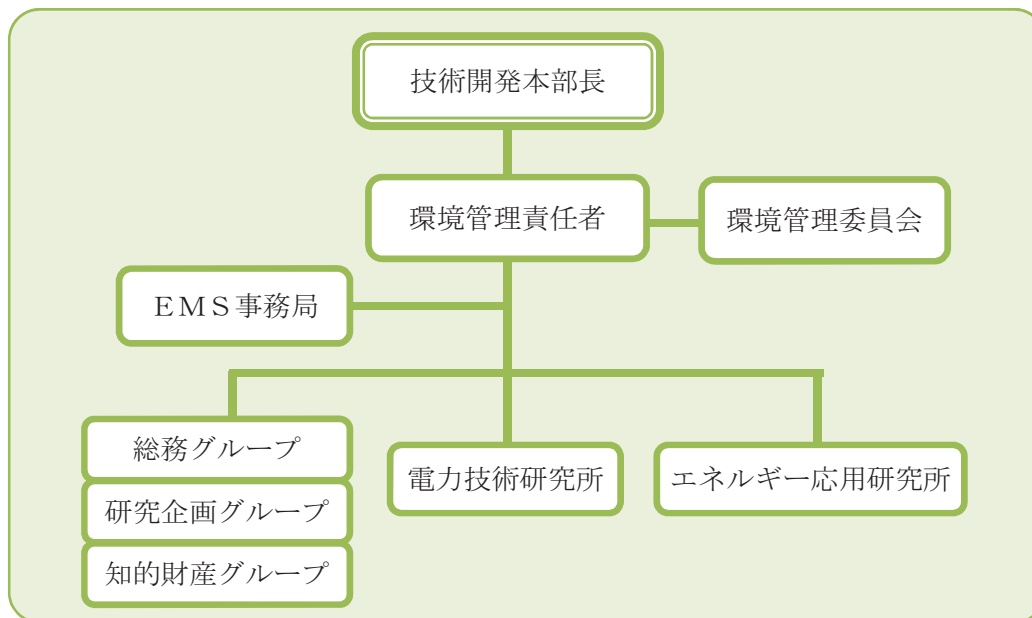 技術開発本部長
環境管理責任者
環境管理委員会
ＥＭＳ事務局
総務グループ
研究企画グループ
知的財産グループ
電力技術研究所
エネルギー応用研究所